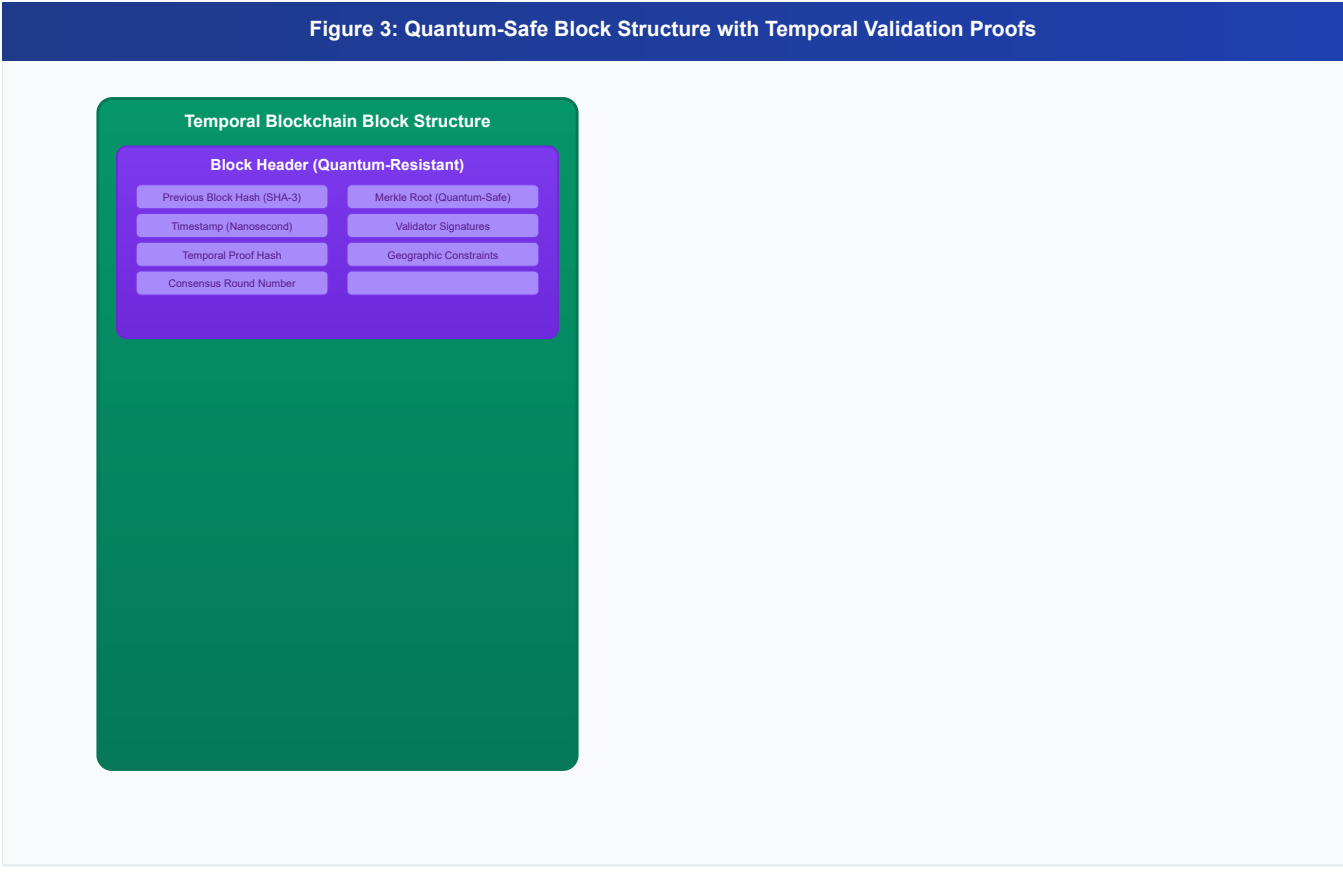 Figure 3: Quantum-Safe Block Structure with Temporal Validation Proofs
Temporal Blockchain Block Structure
Block Header (Quantum-Resistant)
Previous Block Hash (SHA-3)
Merkle Root (Quantum-Safe)
Timestamp (Nanosecond)
Validator Signatures
Temporal Proof Hash
Geographic Constraints
Consensus Round Number